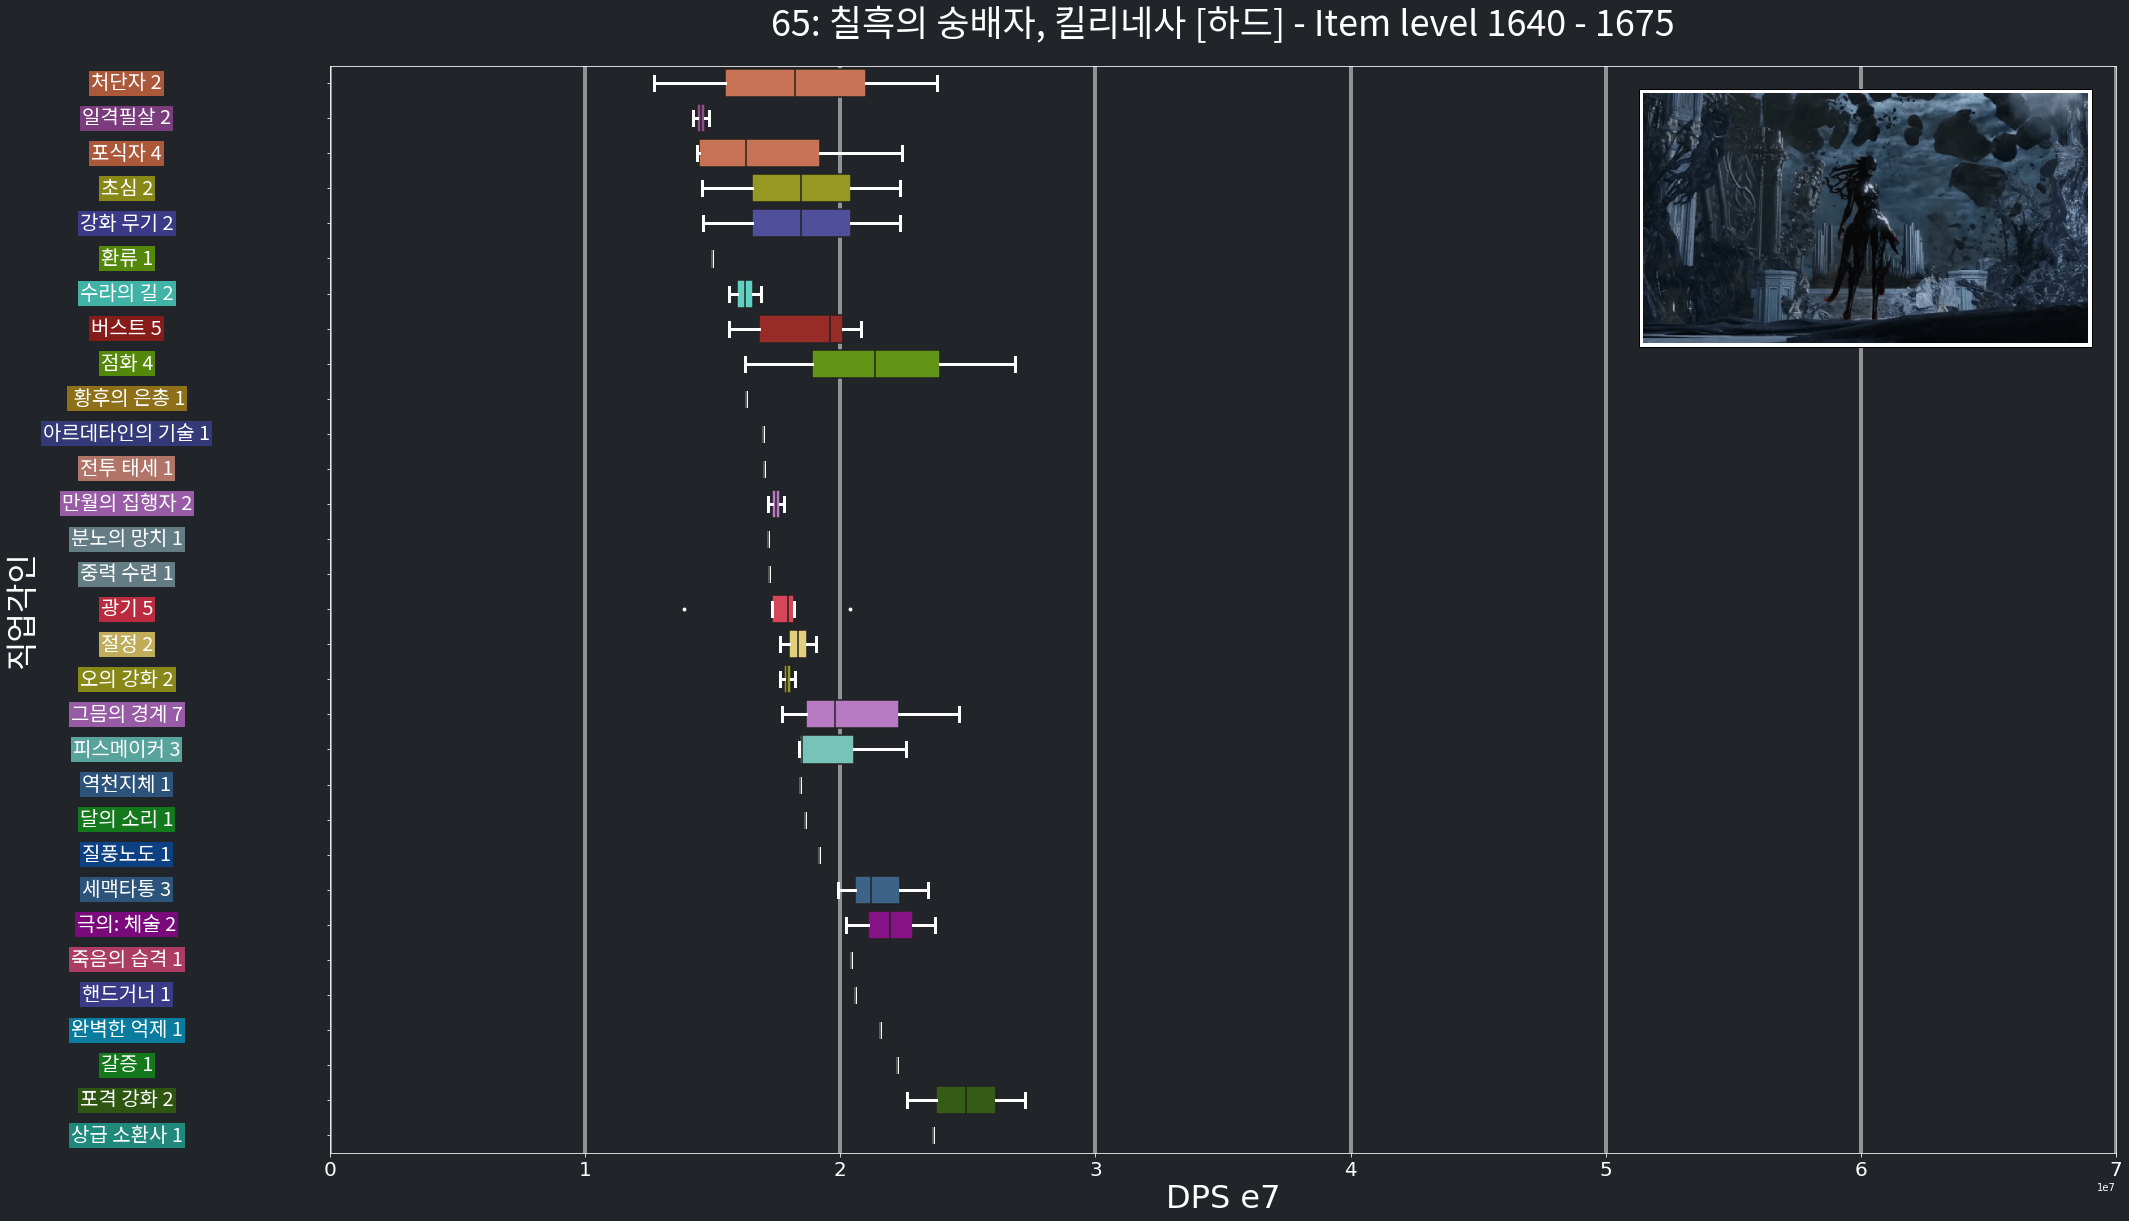 65: 칠흑의 숭배자, 킬리네사 [하드] - Item level 1640 - 1675
처단자 2
일격필살 2
포식자 4
초심 2
강화 무기 2
환류 1
수라의 길 2
버스트 5
점화 4
황후의 은총 1
아르데타인의 기술 1
전투 태세 1
만월의 집행자 2
분노의 망치 1
중력 수련 1
광기 5
절정 2
오의 강화 2
그믐의 경계 7
피스메이커 3
역천지체 1
달의 소리 1
질풍노도 1
세맥타통 3
극의: 체술 2
죽음의 습격 1
핸드거너 1
완벽한 억제 1
갈증 1
포격 강화 2
상급 소환사 1
직업각인
0 1 2 3 4 5 6 7
1e7
DPS e7